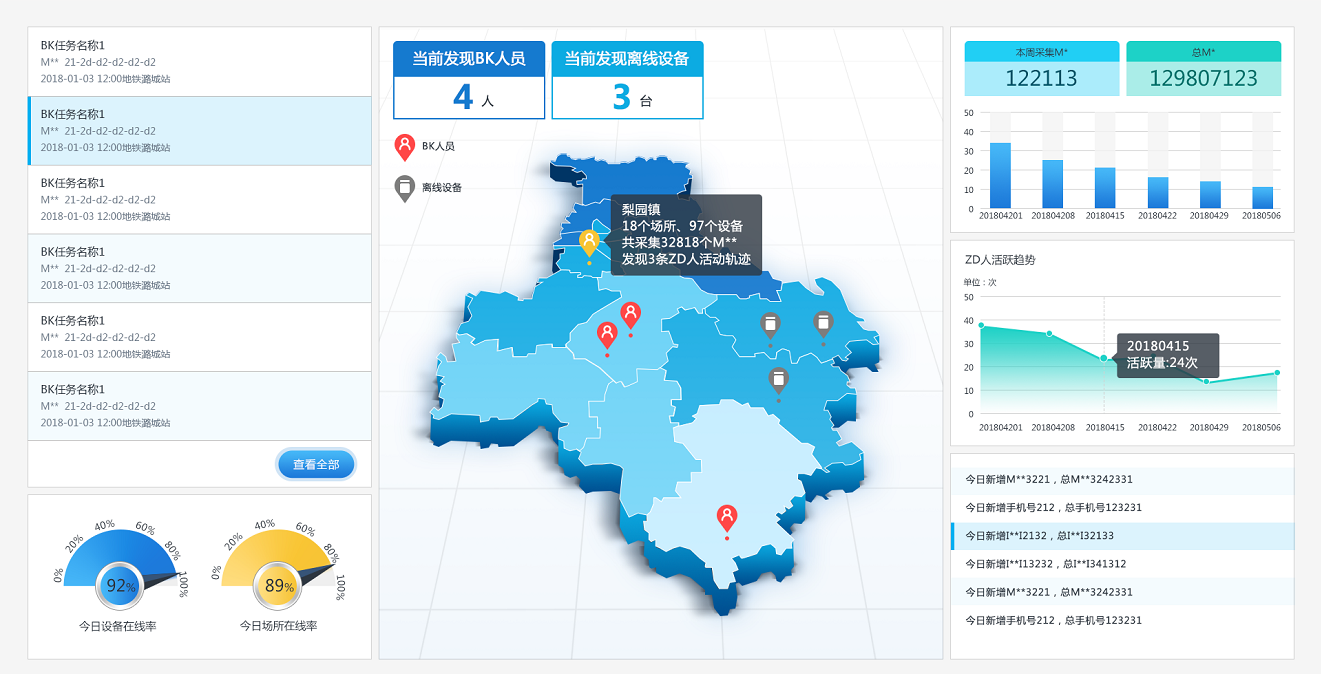 BK任务名称1
M** 21-2d-d2-d2-d2-d2
2018-01-03 12:00地铁潞城站
BK任务名称1
M** 21-2d-d2-d2-d2-d2
2018-01-03 12:00地铁潞城站
BK任务名称1
M** 21-2d-d2-d2-d2-d2
2018-01-03 12:00地铁潞城站
BK任务名称1
M** 21-2d-d2-d2-d2-d2
2018-01-03 12:00地铁潞城站
BK任务名称1
M** 21-2d-d2-d2-d2-d2
2018-01-03 12:00地铁潞城站
BK任务名称1
M** 21-2d-d2-d2-d2-d2
2018-01-03 12:00地铁潞城站
查看全部
0% 20% 40% 60% 80% 100%
92%
今日设备在线率
0% 20% 40% 60% 80% 100%
89%
今日场所在线率
当前发现BK人员
4 人
当前发现离线设备
3 台
BK人员
离线设备
梨园镇
18个场所、97个设备
共采集32818个M**
发现3条ZD人活动轨迹
本周采集M*
122113
总M*
129807123
50
40
30
20
10
0
201804201 20180408 20180415 20180422 20180429 20180506
ZD人活跃趋势
单位：次
50
40
30
20
10
0
20180415
活跃量:24次
201804201 20180408 20180415 20180422 20180429 20180506
今日新增M**3221，总M**3242331
今日新增手机号212，总手机号123231
今日新增I**I2132，总I**I32133
今日新增I**I13232，总I**I341312
今日新增M**3221，总M**3242331
今日新增手机号212，总手机号123231